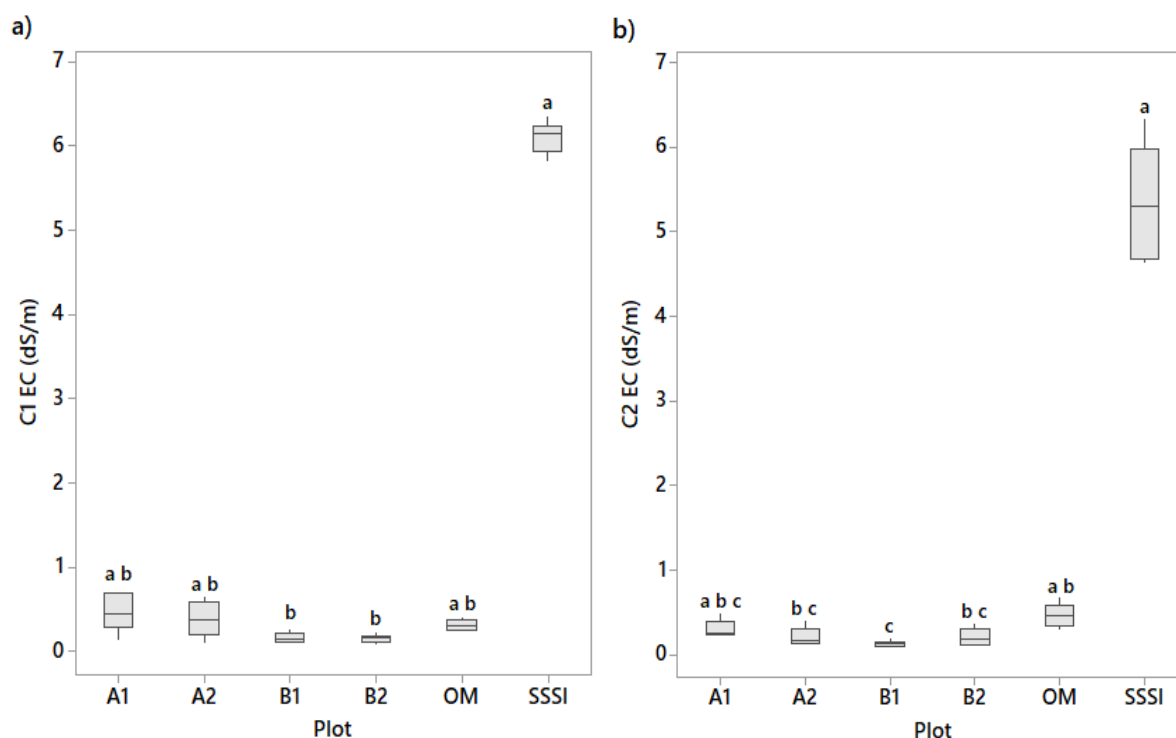 a)
7
6
5
4
3
2
1
0
C1 EC (dS/m)
a b
a b
b
b
a b
a
A1 A2 B1 B2 OM SSSI
Plot
b)
7
6
5
4
3
2
1
0
C2 EC (dS/m)
a b c
b c
c
b c
a b
a
A1 A2 B1 B2 OM SSSI
Plot